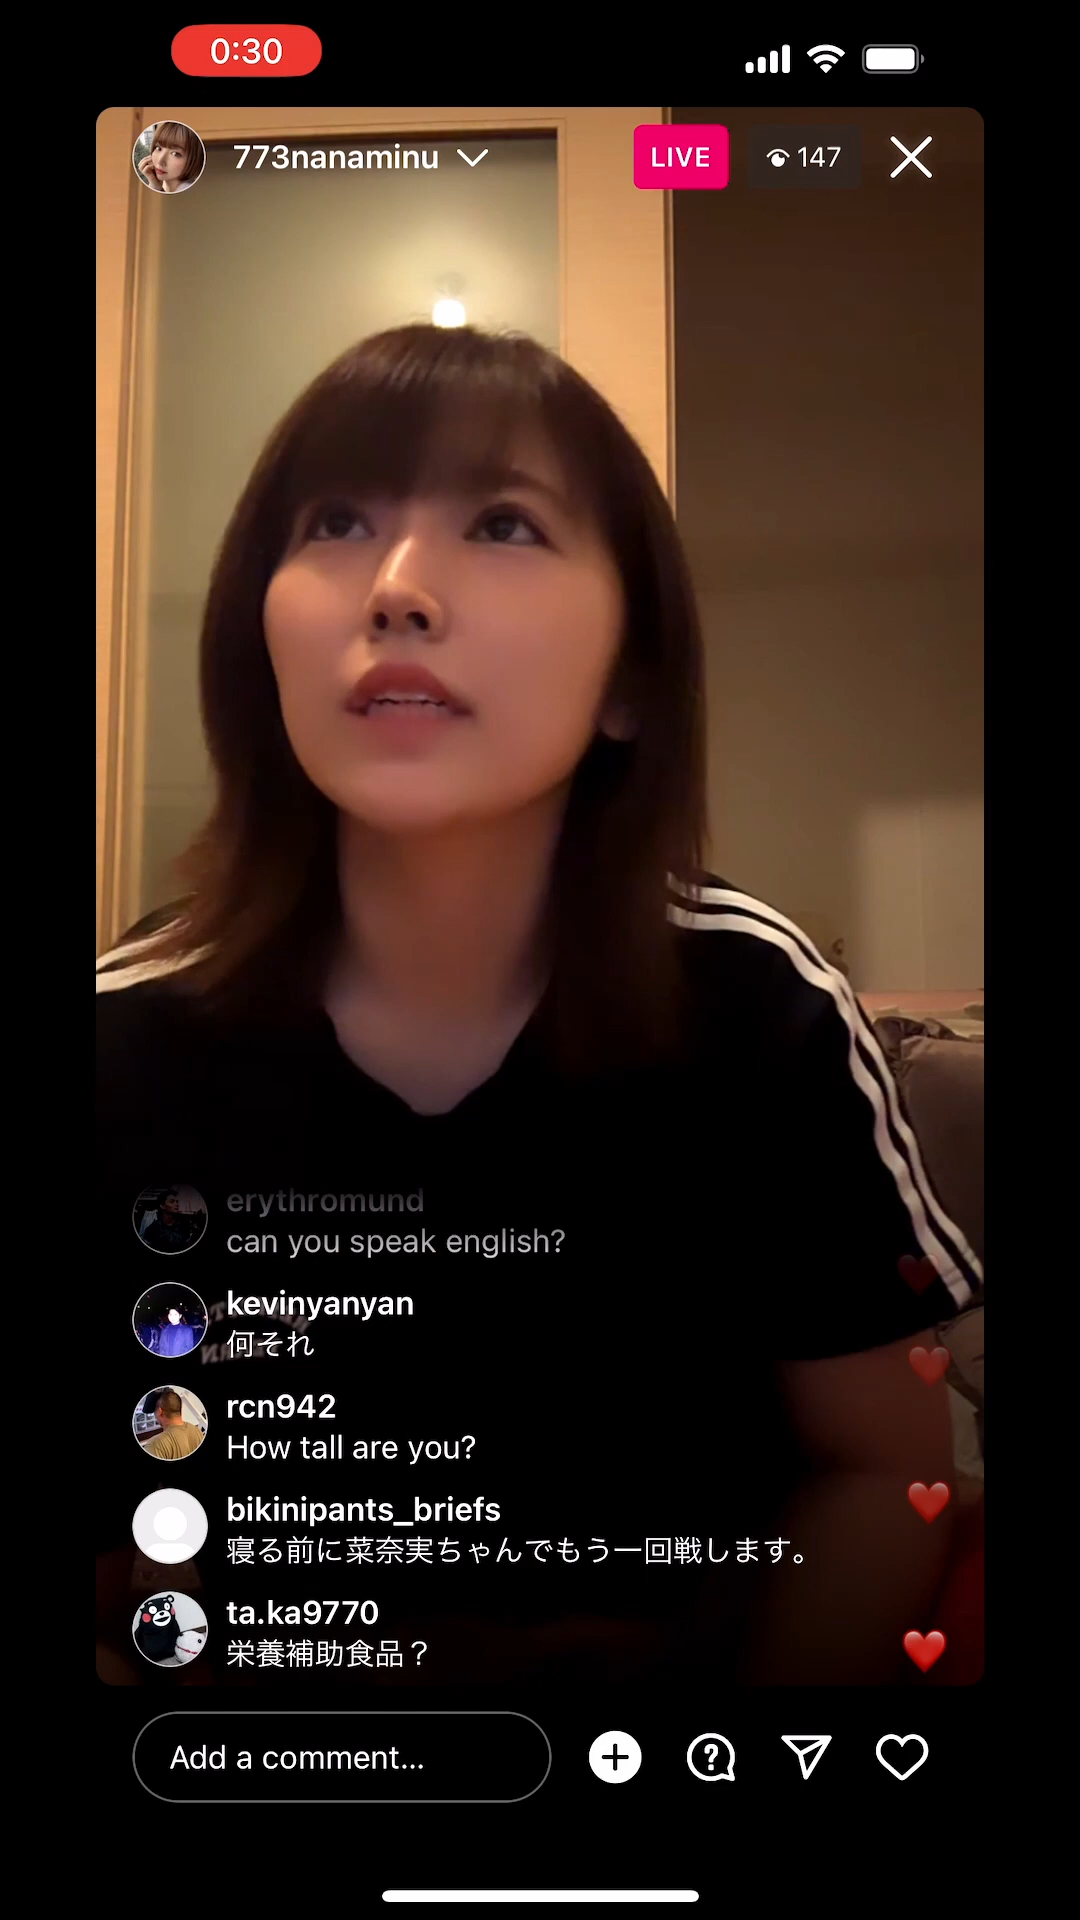 0:30
773nanaminu
LIVE
147
erythromund
can you speak english?
kevinyanyan
何それ
rcn942
How tall are you?
bikinipants_briefs
寝る前に菜奈実ちゃんでもう一回戦します。
ta.ka9770
栄養補助食品？
Add a comment...